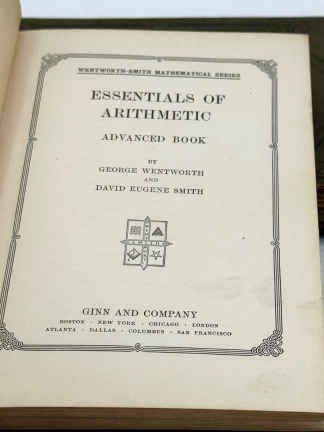 WENTWORTH-SMITH MATHEMATICAL SERIES
ESSENTIALS OF
ARITHMETIC
ADVANCED BOOK
BY
GEORGE WENTWORTH
AND
DAVID EUGENE SMITH
GINN AND COMPANY
BOSTON · NEW YORK · CHICAGO · LONDON
ATLANTA · DALLAS · COLUMBUS · SAN FRANCISCO